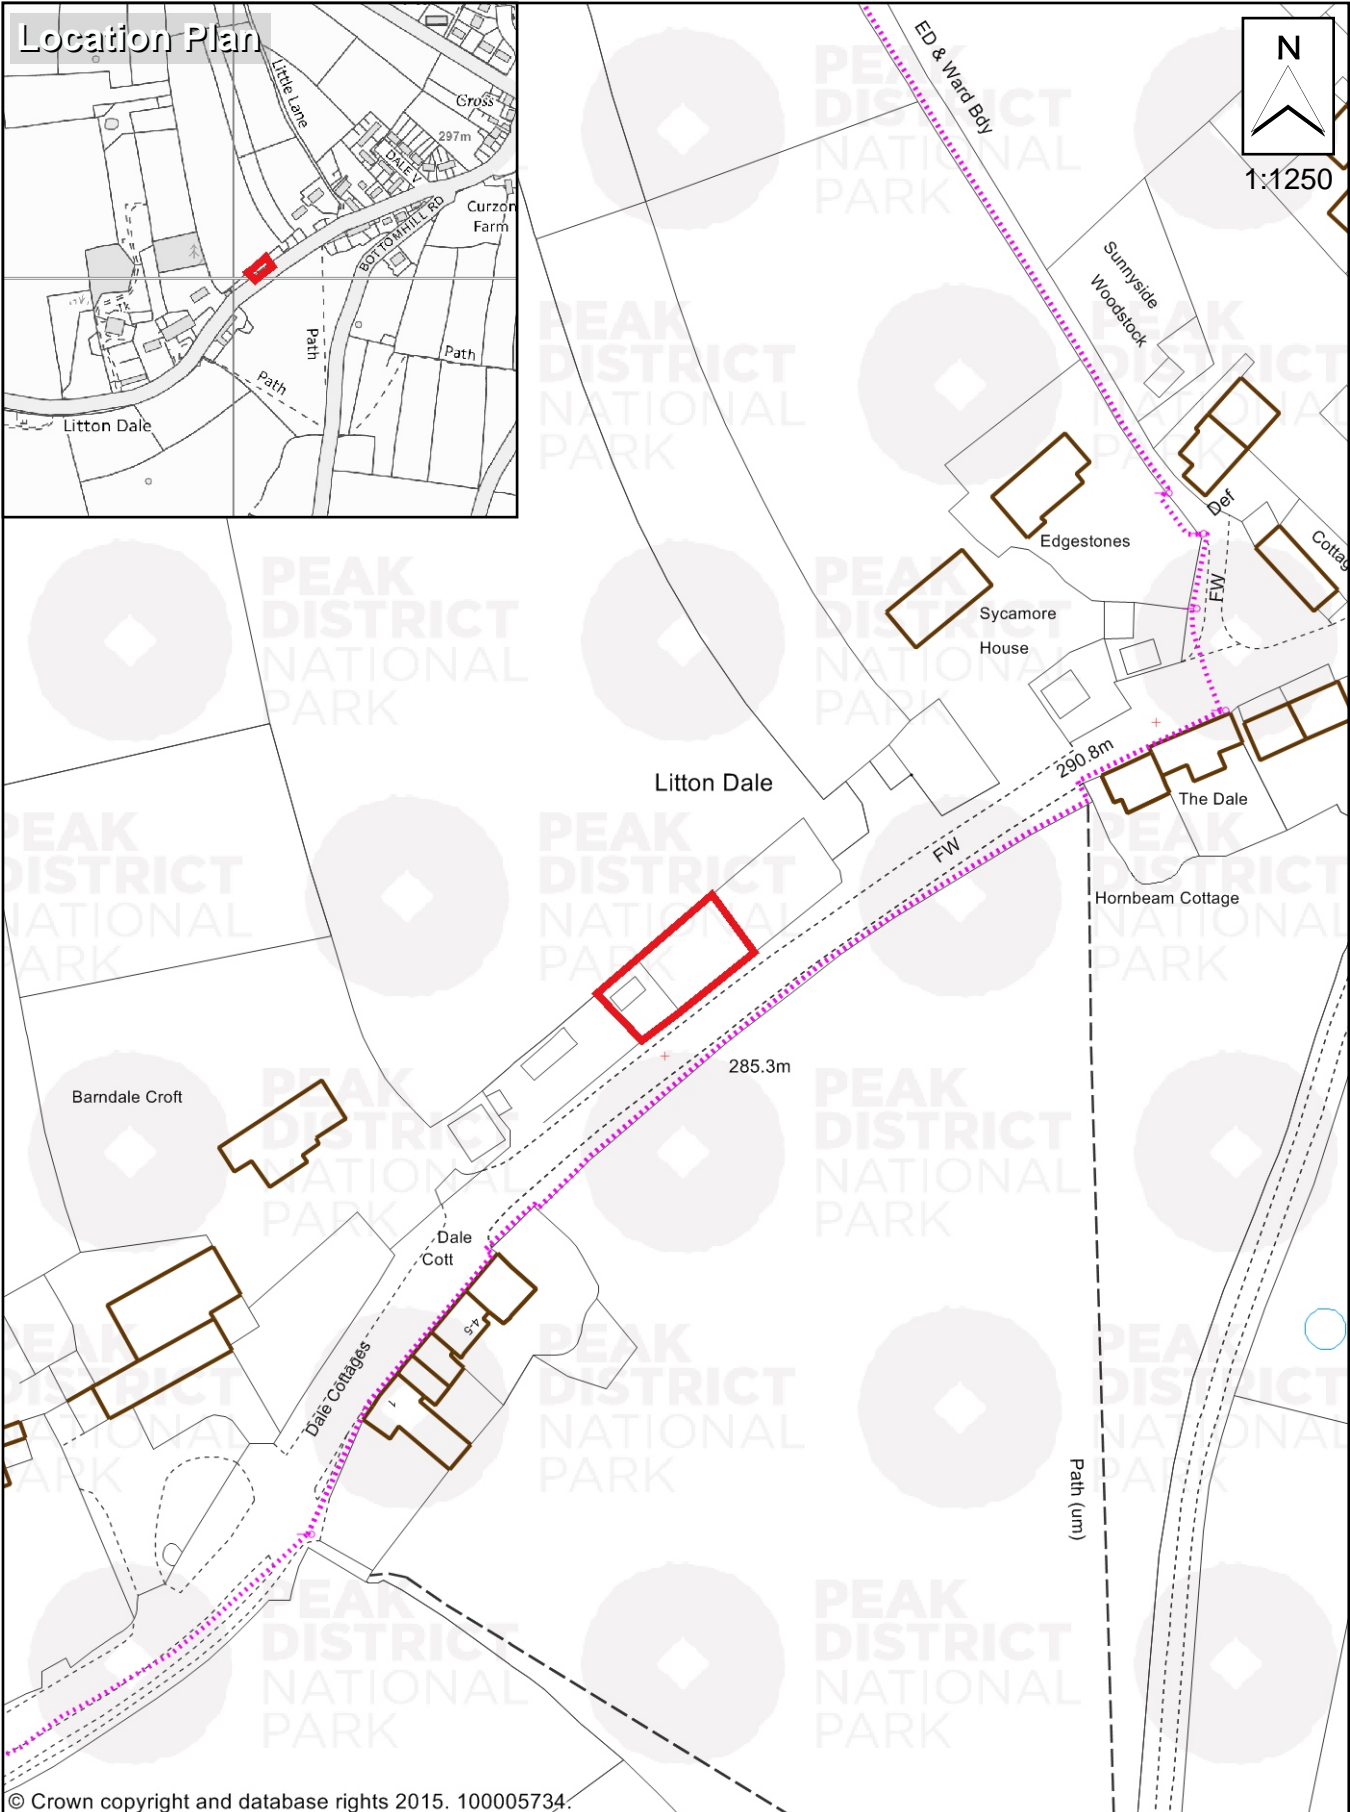 Location Plan
Little Lane
Cross
297m
DALE V
Curzon
Farm
BOTTOMHILL RD
Tk
Path
Path
Path
Litton Dale
N
1:1250
ED & Ward Bdy
Sunnyside
Woodstock
Def
Cottag
Edgestones
FW
Sycamore
House
290.8m
The Dale
Litton Dale
FW
Hornbeam Cottage
285.3m
Barndale Croft
Dale
Cott
4-5
Dale Cottages
1
Path (um)
PEAK
DISTRICT
NATIONAL
PARK
© Crown copyright and database rights 2015. 100005734.